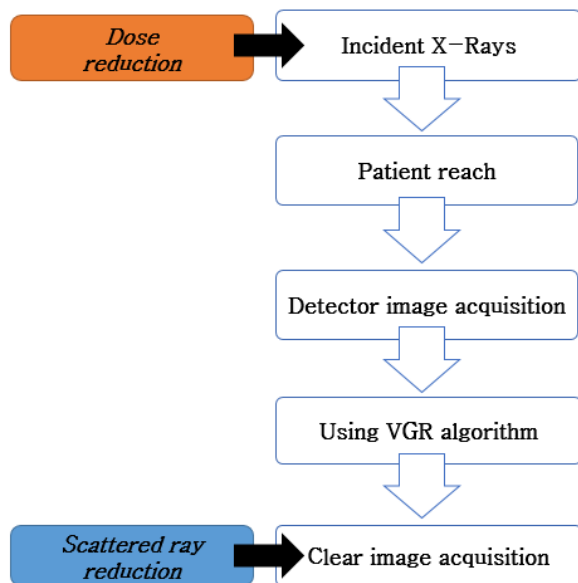 Dose
reduction
Incident X-Rays
Patient reach
Detector image acquisition
Using VGR algorithm
Scattered ray
reduction
Clear image acquisition